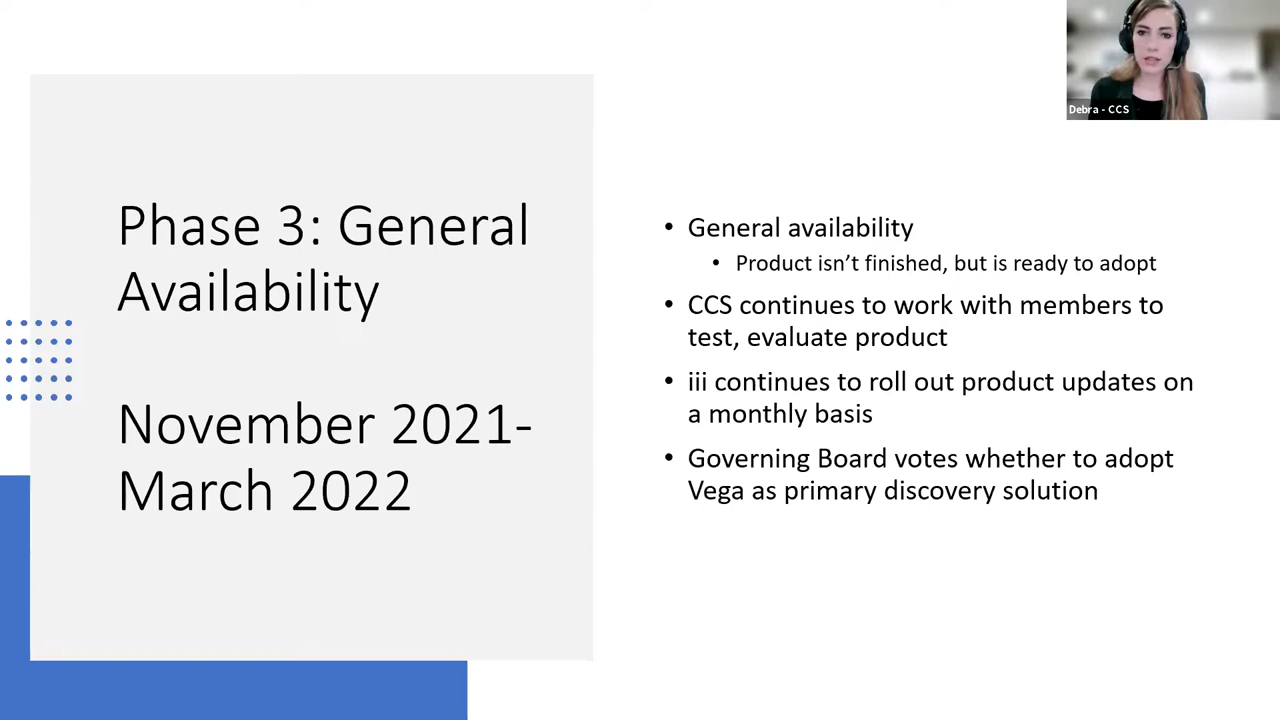 Debra - CCS
Phase 3: General
Availability
November 2021-
March 2022
• General availability
• Product isn’t finished, but is ready to adopt
• CCS continues to work with members to
test, evaluate product
• iii continues to roll out product updates on
a monthly basis
• Governing Board votes whether to adopt
Vega as primary discovery solution